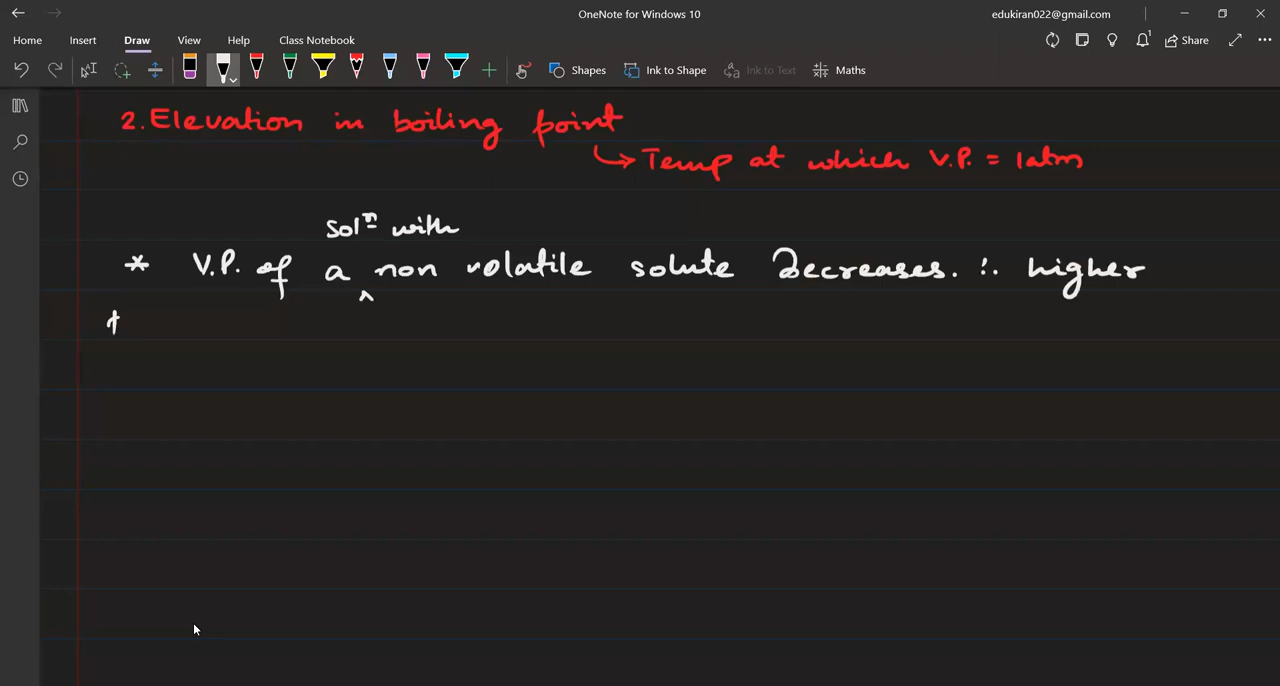 OneNote for Windows 10
edukiran022@gmail.com
Home Insert Draw View Help Class Notebook
Share
Shapes Ink to Shape Ink to Text Maths
2. Elevation in boiling point
↳ Temp at which V.P. = 1atm
solⁿ with
* V.P. of a ^ non volatile solute decreases. ∴ higher
t